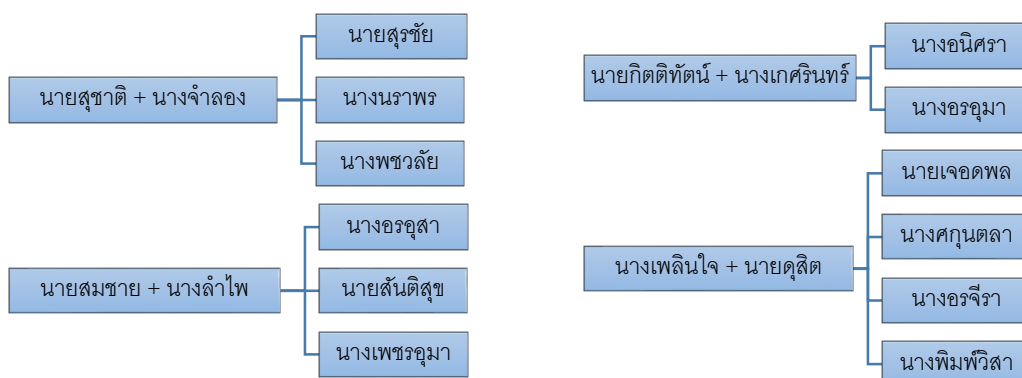 นายสุชาติ + นางจำลอง
นายสุรชัย
นางนราพร
นางพชวลัย
นายสมชาย + นางลำไพ
นางอรอุสา
นายสันติสุข
นางเพชรอุมา
นายกิตติทัตน์ + นางเกศรินทร์
นางอนิศรา
นางอรอุมา
นางเพลินใจ + นายดุสิต
นายเจอดพล
นางศกุนตลา
นางอรจีรา
นางพิมพ์วิสา